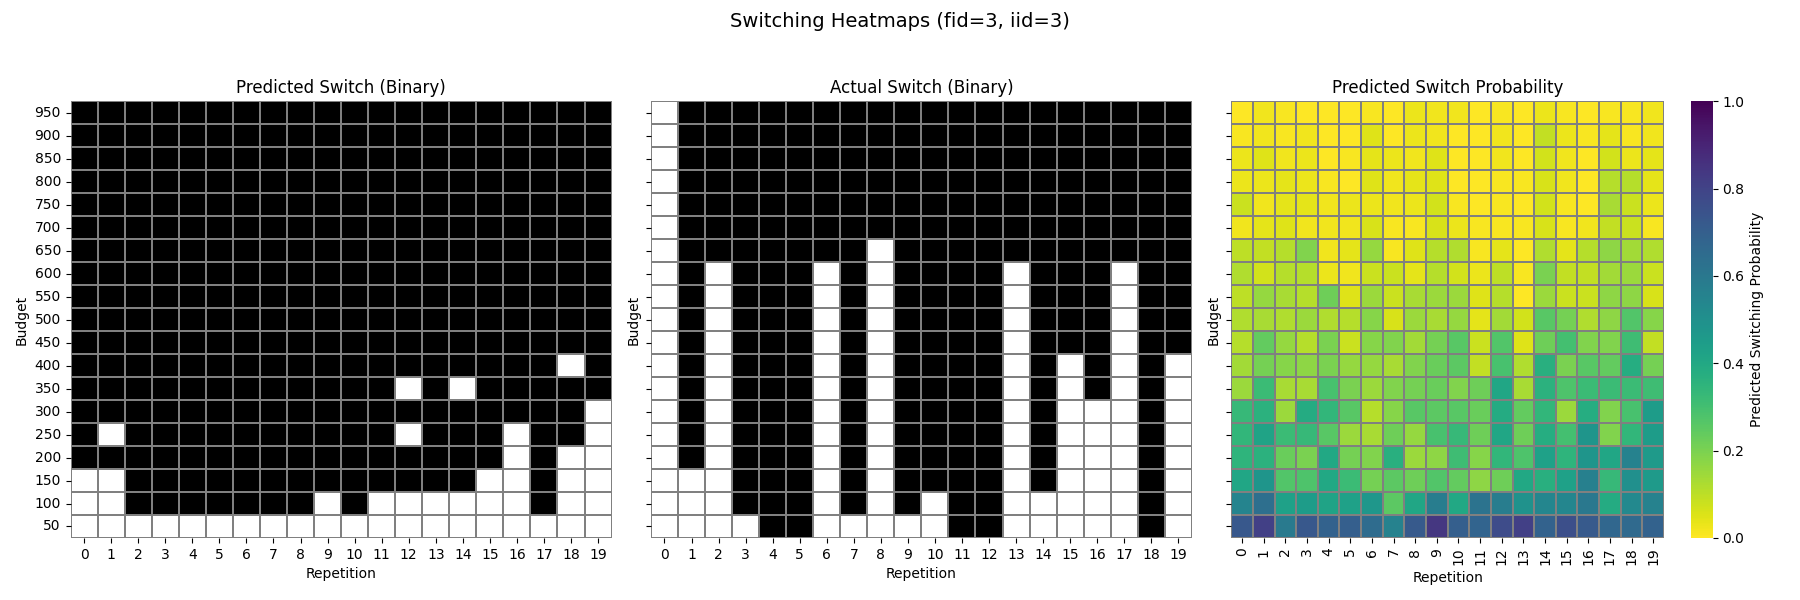 Switching Heatmaps (fid=3, iid=3)
Predicted Switch (Binary)
Actual Switch (Binary)
Predicted Switch Probability
Budget
950
900
850
800
750
700
650
600
550
500
450
400
350
300
250
200
150
100
50
0 1 2 3 4 5 6 7 8 9 10 11 12 13 14 15 16 17 18 19
Repetition
Budget
0 1 2 3 4 5 6 7 8 9 10 11 12 13 14 15 16 17 18 19
Repetition
Budget
0 1 2 3 4 5 6 7 8 9 10 11 12 13 14 15 16 17 18 19
Repetition
1.0
0.8
0.6
0.4
0.2
0.0
Predicted Switching Probability